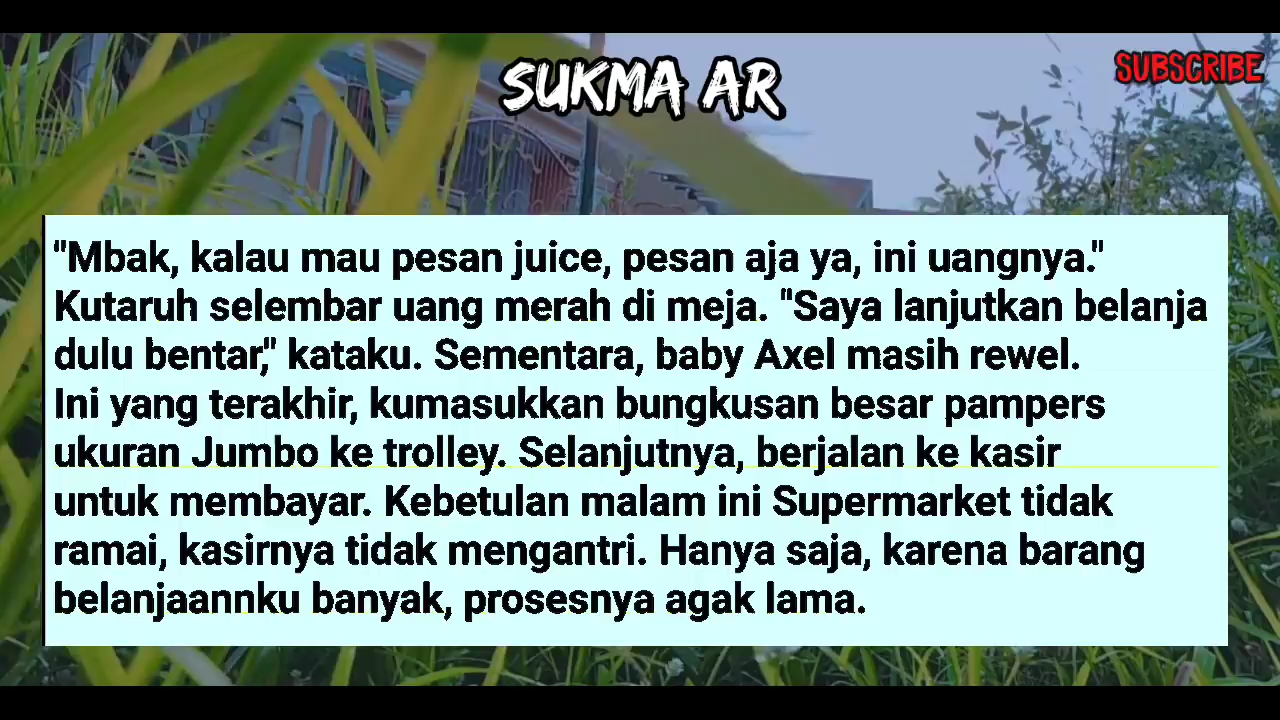 SUKMA AR
SUBSCRIBE
"Mbak, kalau mau pesan juice, pesan aja ya, ini uangnya."
Kutaruh selembar uang merah di meja. "Saya lanjutkan belanja
dulu bentar," kataku. Sementara, baby Axel masih rewel.
Ini yang terakhir, kumasukkan bungkusan besar pampers
ukuran Jumbo ke trolley. Selanjutnya, berjalan ke kasir
untuk membayar. Kebetulan malam ini Supermarket tidak
ramai, kasirnya tidak mengantri. Hanya saja, karena barang
belanjaannku banyak, prosesnya agak lama.